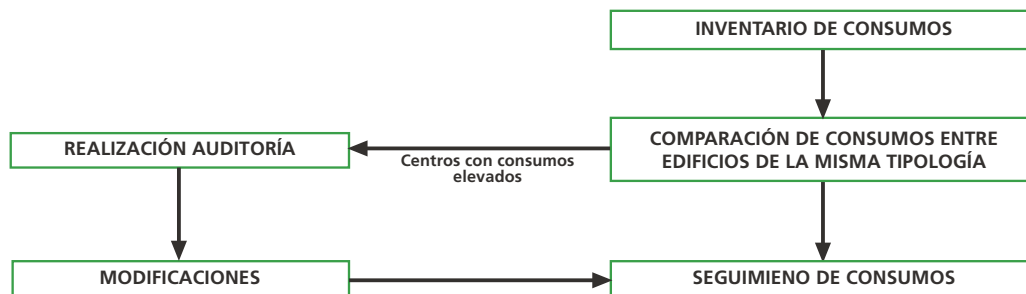 INVENTARIO DE CONSUMOS
COMPARACIÓN DE CONSUMOS ENTRE
EDIFICIOS DE LA MISMA TIPOLOGÍA
REALIZACIÓN AUDITORÍA
Centros con consumos
elevados
MODIFICACIONES
SEGUIMIENO DE CONSUMOS